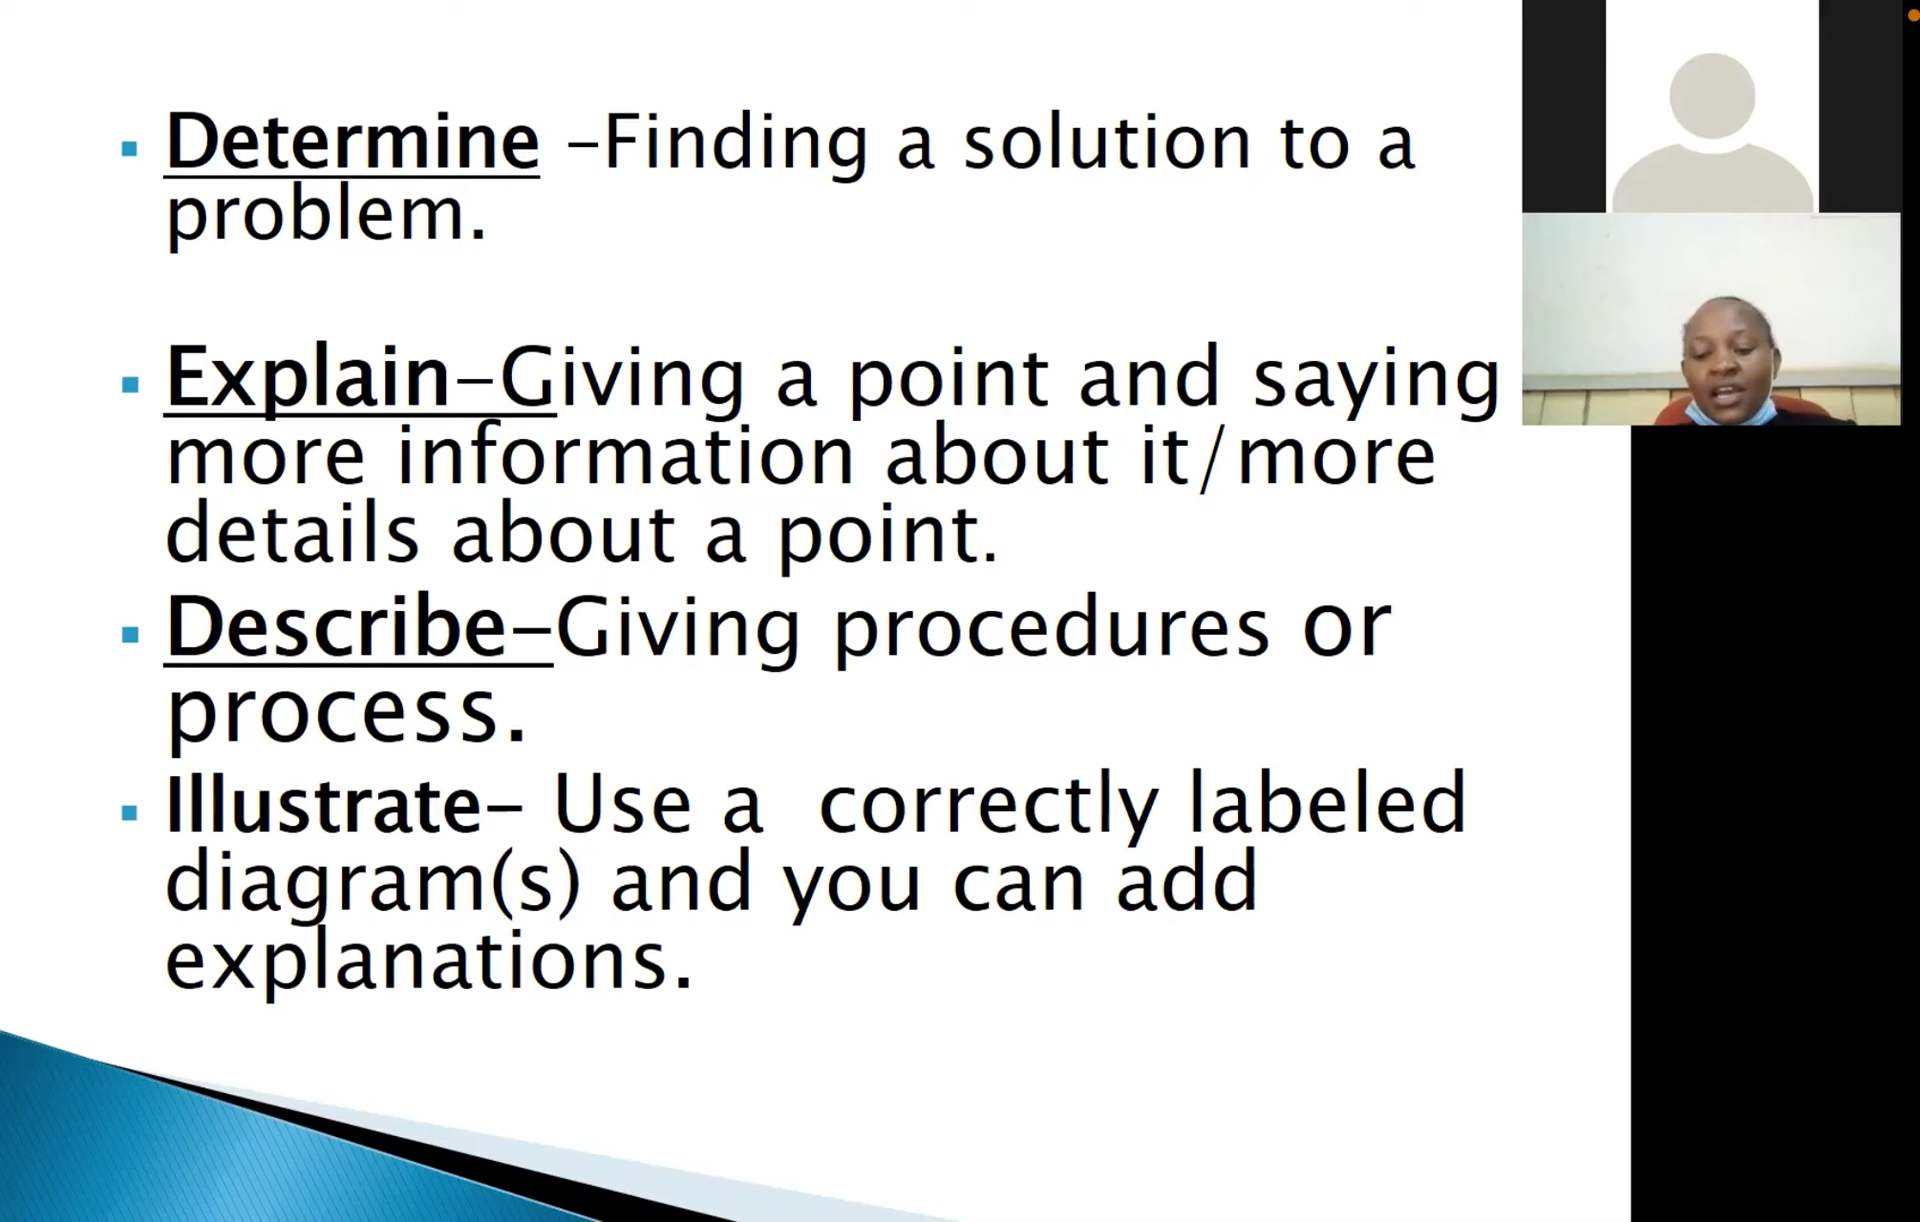 Determine -Finding a solution to a
problem.
Explain-Giving a point and saying
more information about it/more
details about a point.
Describe-Giving procedures or
process.
Illustrate- Use a  correctly labeled
diagram(s) and you can add
explanations.